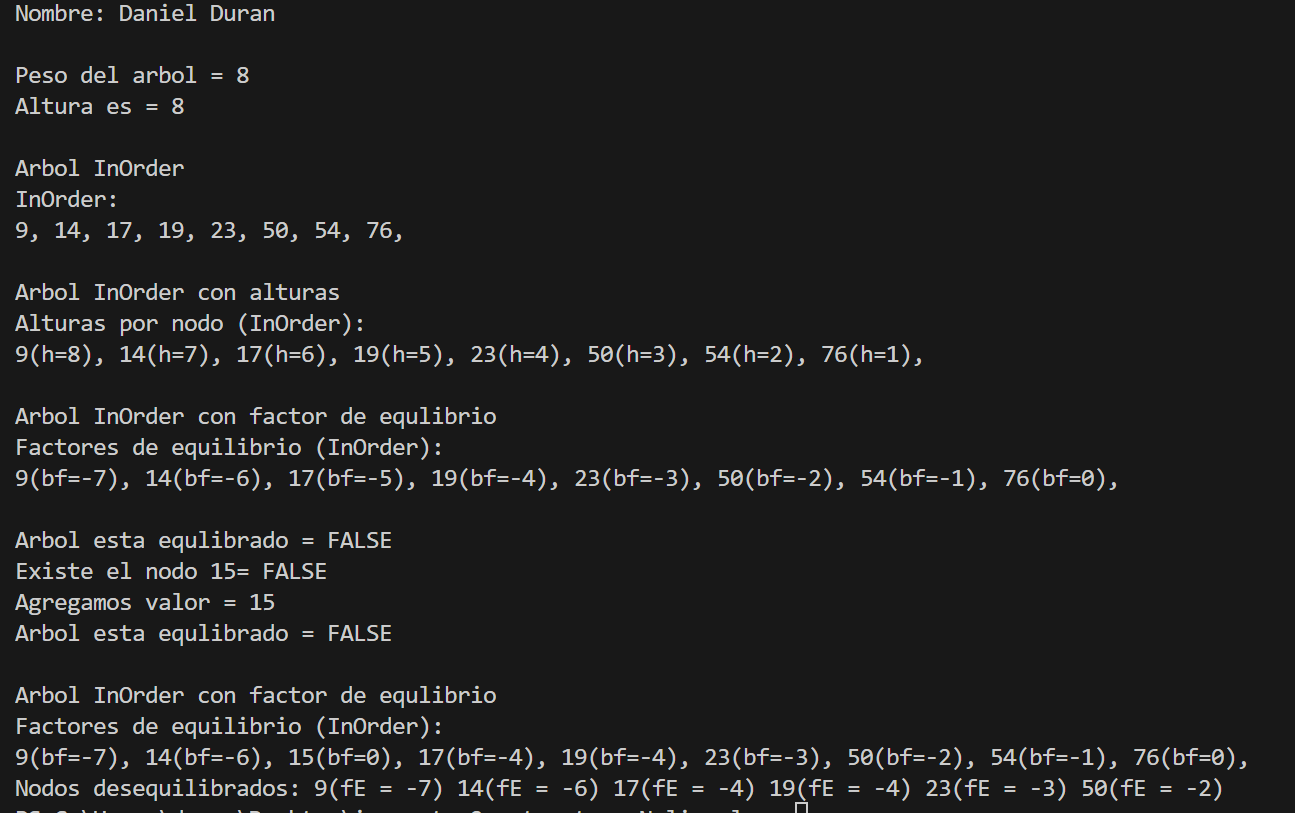 Nombre: Daniel Duran
Peso del arbol = 8
Altura es = 8
Arbol InOrder
InOrder:
9, 14, 17, 19, 23, 50, 54, 76,
Arbol InOrder con alturas
Alturas por nodo (InOrder):
9(h=8), 14(h=7), 17(h=6), 19(h=5), 23(h=4), 50(h=3), 54(h=2), 76(h=1),
Arbol InOrder con factor de equlibrio
Factores de equilibrio (InOrder):
9(bf=-7), 14(bf=-6), 17(bf=-5), 19(bf=-4), 23(bf=-3), 50(bf=-2), 54(bf=-1), 76(bf=0),
Arbol esta equlibrado = FALSE
Existe el nodo 15= FALSE
Agregamos valor = 15
Arbol esta equlibrado = FALSE
Arbol InOrder con factor de equlibrio
Factores de equilibrio (InOrder):
9(bf=-7), 14(bf=-6), 15(bf=0), 17(bf=-4), 19(bf=-4), 23(bf=-3), 50(bf=-2), 54(bf=-1), 76(bf=0),
Nodos desequilibrados: 9(fE = -7) 14(fE = -6) 17(fE = -4) 19(fE = -4) 23(fE = -3) 50(fE = -2)